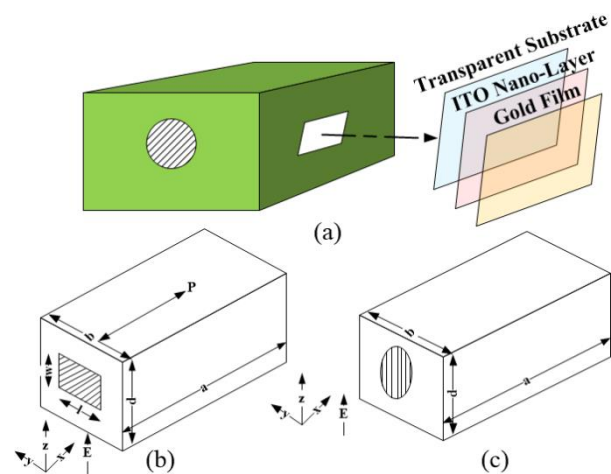 Transparent Substrate
ITO Nano-Layer
Gold Film
(a)
b
P
w
l
d
a
z
y
x
E
(b)
b
d
a
z
y
x
E
(c)